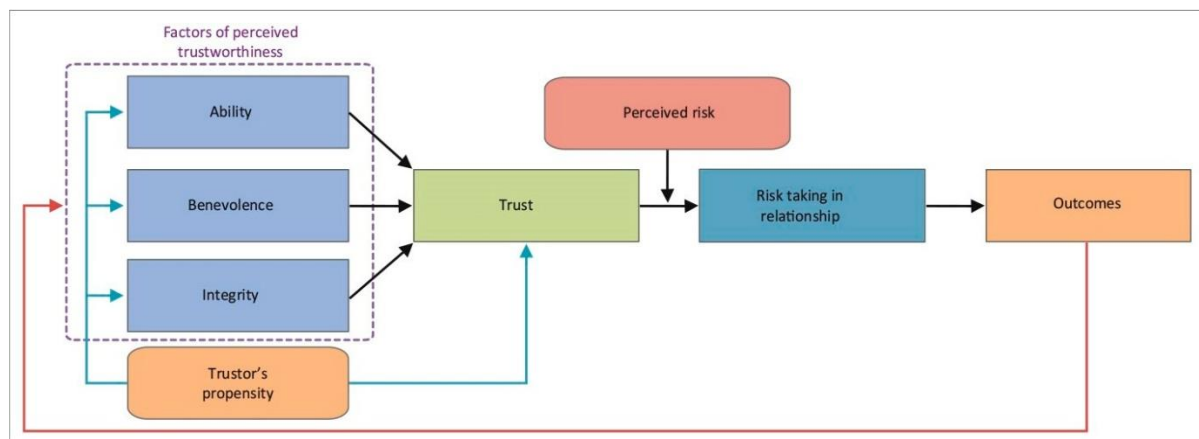 Factors of perceived
trustworthiness
Ability
Perceived risk
Benevolence
Trust
Risk taking in
relationship
Outcomes
Integrity
Trustor's
propensity